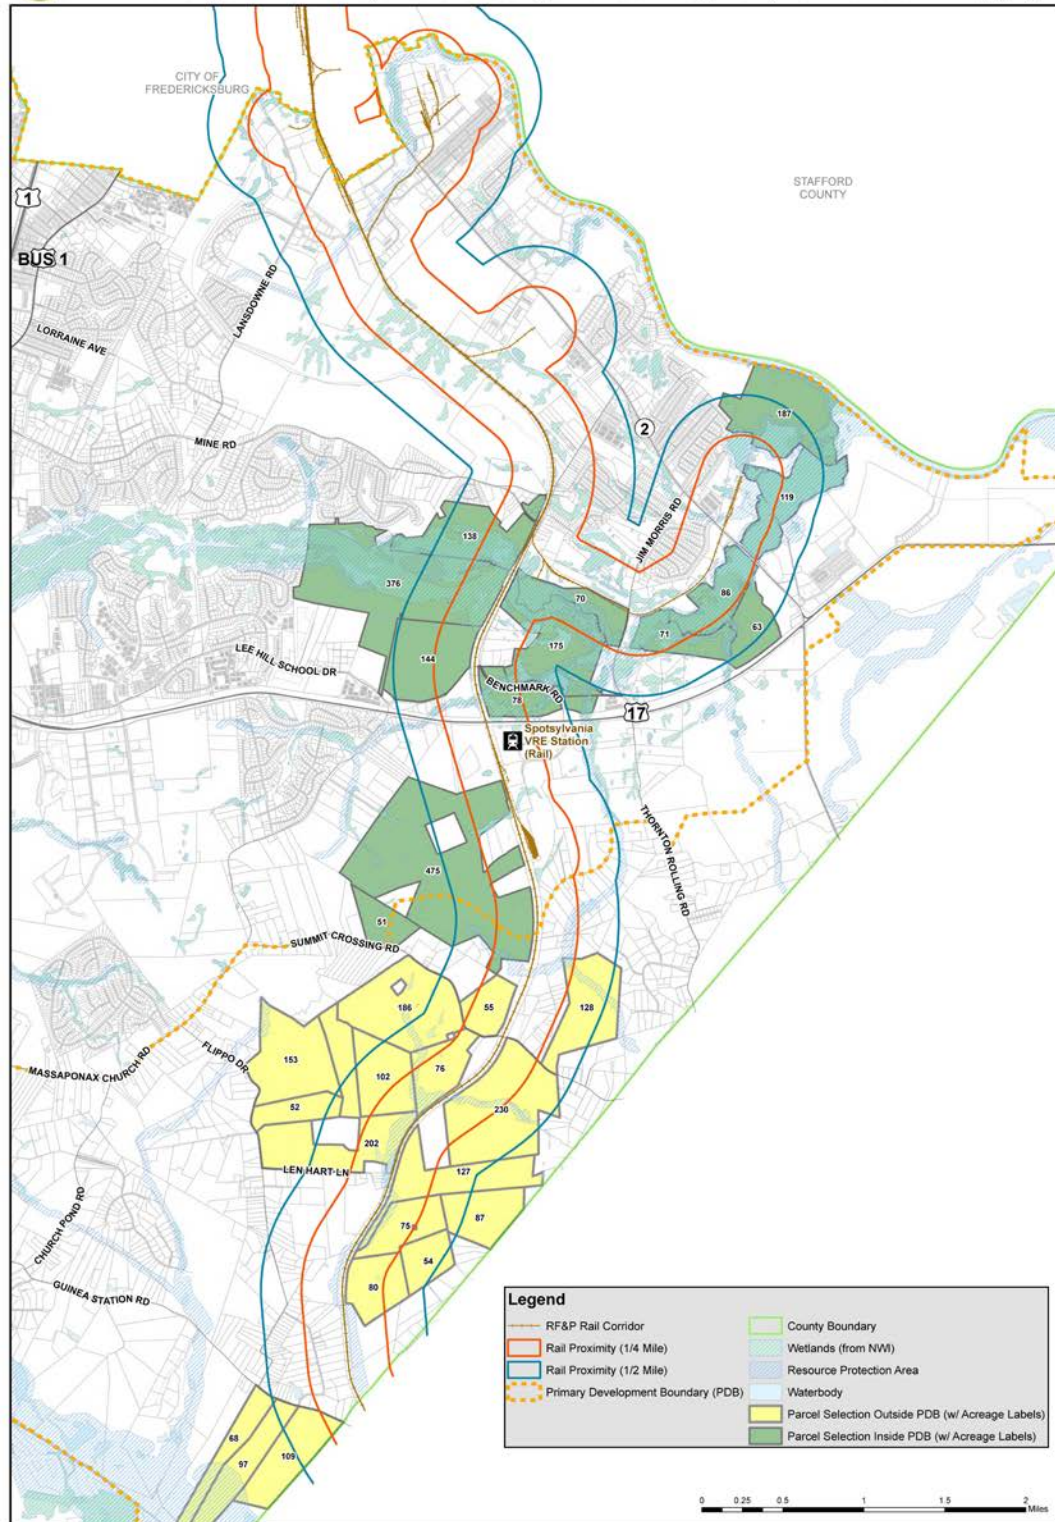 CITY OF
FREDERICKSBURG
STAFFORD
COUNTY
1
BUS 1
LANSDOWNE RD
LORRAINE AVE
2
187
MINE RD
119
138
JIM MORRIS RD
376
70
86
175
71
63
144
LEE HILL SCHOOL DR
BENCHMARK RD
78
17
Spotsylvania
VRE Station
(Rail)
THORNTON ROLLING RD
475
51
SUMMIT CROSSING RD
186
55
128
153
FLIPPO DR
102
76
MASSAPONAX CHURCH RD
52
230
202
LEN HART LN
127
CHURCH POND RD
75
87
54
80
GUINEA STATION RD
68
97
109
Legend
RF&P Rail Corridor
Rail Proximity (1/4 Mile)
Rail Proximity (1/2 Mile)
Primary Development Boundary (PDB)
County Boundary
Wetlands (from NWI)
Resource Protection Area
Waterbody
Parcel Selection Outside PDB (w/ Acreage Labels)
Parcel Selection Inside PDB (w/ Acreage Labels)
0 0.25 0.5 1 1.5 2
Miles